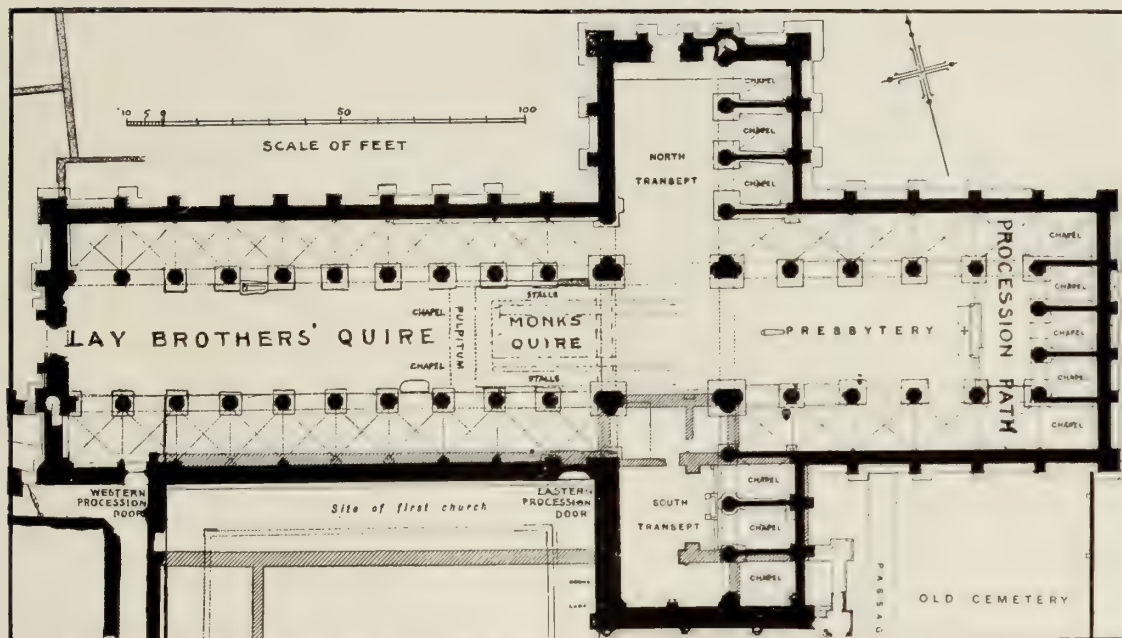 10 5 0 50 100
SCALE OF FEET
NORTH
TRANSEPT
CHAPEL
CHAPEL
CHAPEL
LAY BROTHERS' QUIRE
CHAPEL
CHAPEL
PULPITUM
STALLS
MONKS
QUIRE
STALLS
PRESBYTERY
PROCESSION PATH
CHAPEL
CHAPEL
CHAPEL
CHAPEL
CHAPEL
WESTERN
PROCESSION
DOOR
Site of first church
EASTERN
PROCESSION
DOOR
SOUTH
TRANSEPT
CHAPEL
CHAPEL
CHAPEL
PASSAG
OLD CEMETERY